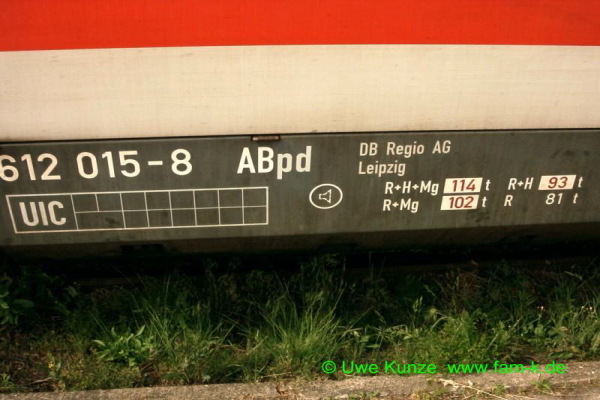 612 015-8 ABpd
DB Regio AG
Leipzig
R+H+Mg 114 t R+H 93 t
R+Mg 102 t R 81 t
UIC
© Uwe Kunze www.fam-k.de